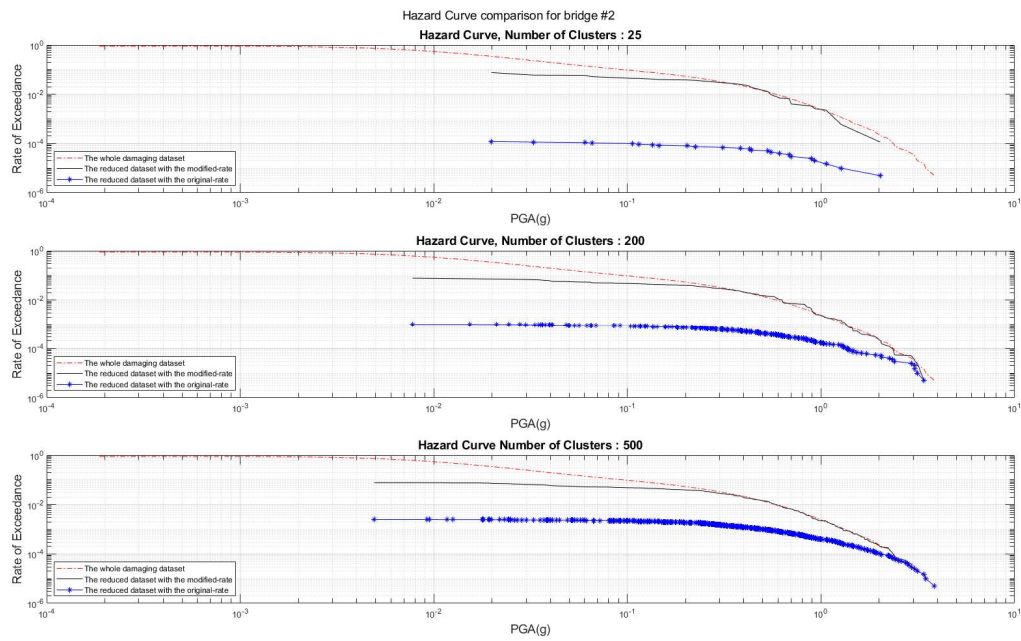 Hazard Curve comparison for bridge #2
Hazard Curve, Number of Clusters : 25
10^0
10^-2
10^-4
10^-6
Rate of Exceedance
The whole damaging dataset
The reduced dataset with the modified-rate
The reduced dataset with the original-rate
10^-4 10^-3 10^-2 10^-1 10^0 10^1
PGA(g)
Hazard Curve, Number of Clusters : 200
10^0
10^-2
10^-4
10^-6
Rate of Exceedance
The whole damaging dataset
The reduced dataset with the modified-rate
The reduced dataset with the original-rate
10^-4 10^-3 10^-2 10^-1 10^0 10^1
PGA(g)
Hazard Curve Number of Clusters : 500
10^0
10^-2
10^-4
10^-6
Rate of Exceedance
The whole damaging dataset
The reduced dataset with the modified-rate
The reduced dataset with the original-rate
10^-4 10^-3 10^-2 10^-1 10^0 10^1
PGA(g)